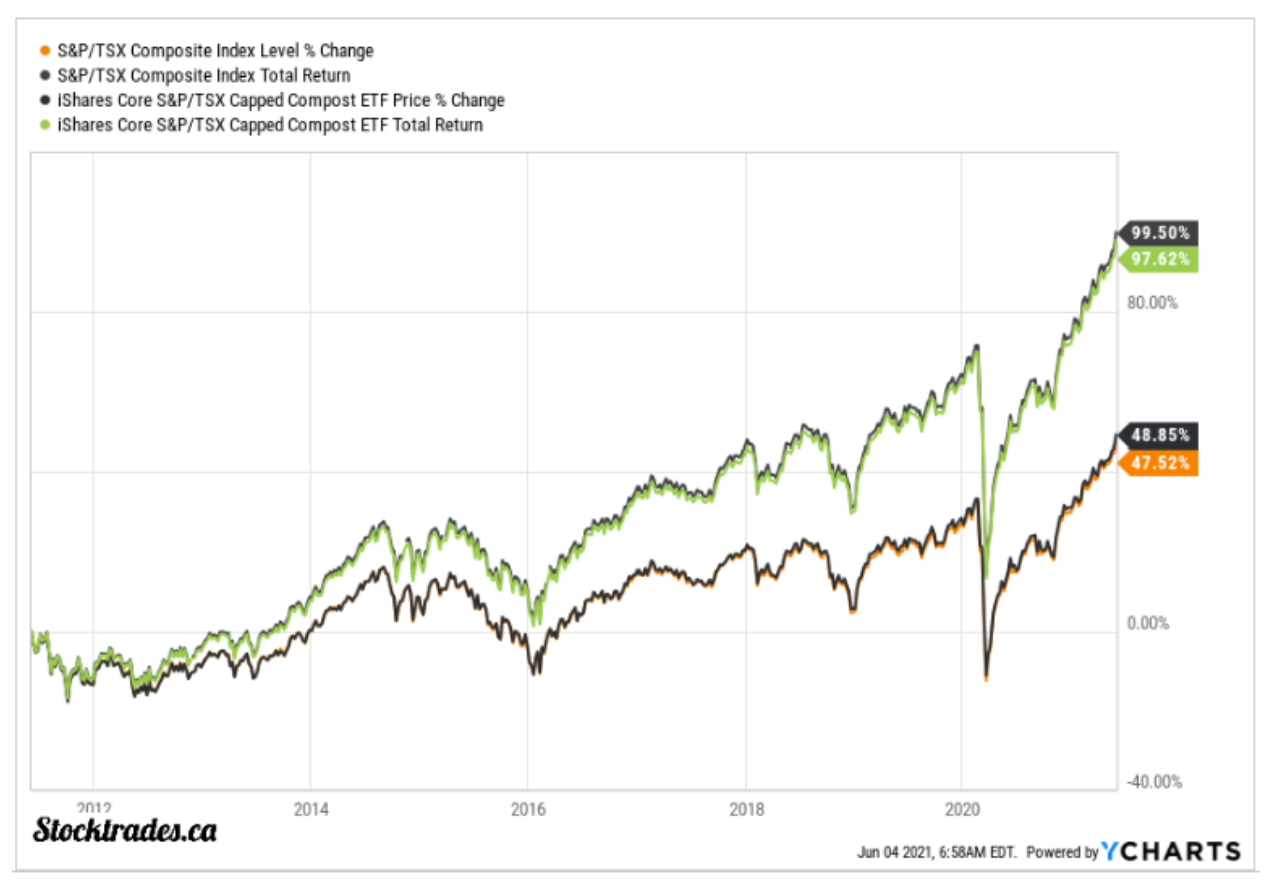 S&P/TSX Composite Index Level % Change
S&P/TSX Composite Index Total Return
iShares Core S&P/TSX Capped Compost ETF Price % Change
iShares Core S&P/TSX Capped Compost ETF Total Return
99.50%
97.62%
80.00%
48.85%
47.52%
0.00%
-40.00%
2012 2014 2016 2018 2020
Stocktrades.ca
Jun 04 2021, 6:58AM EDT. Powered by YCHARTS